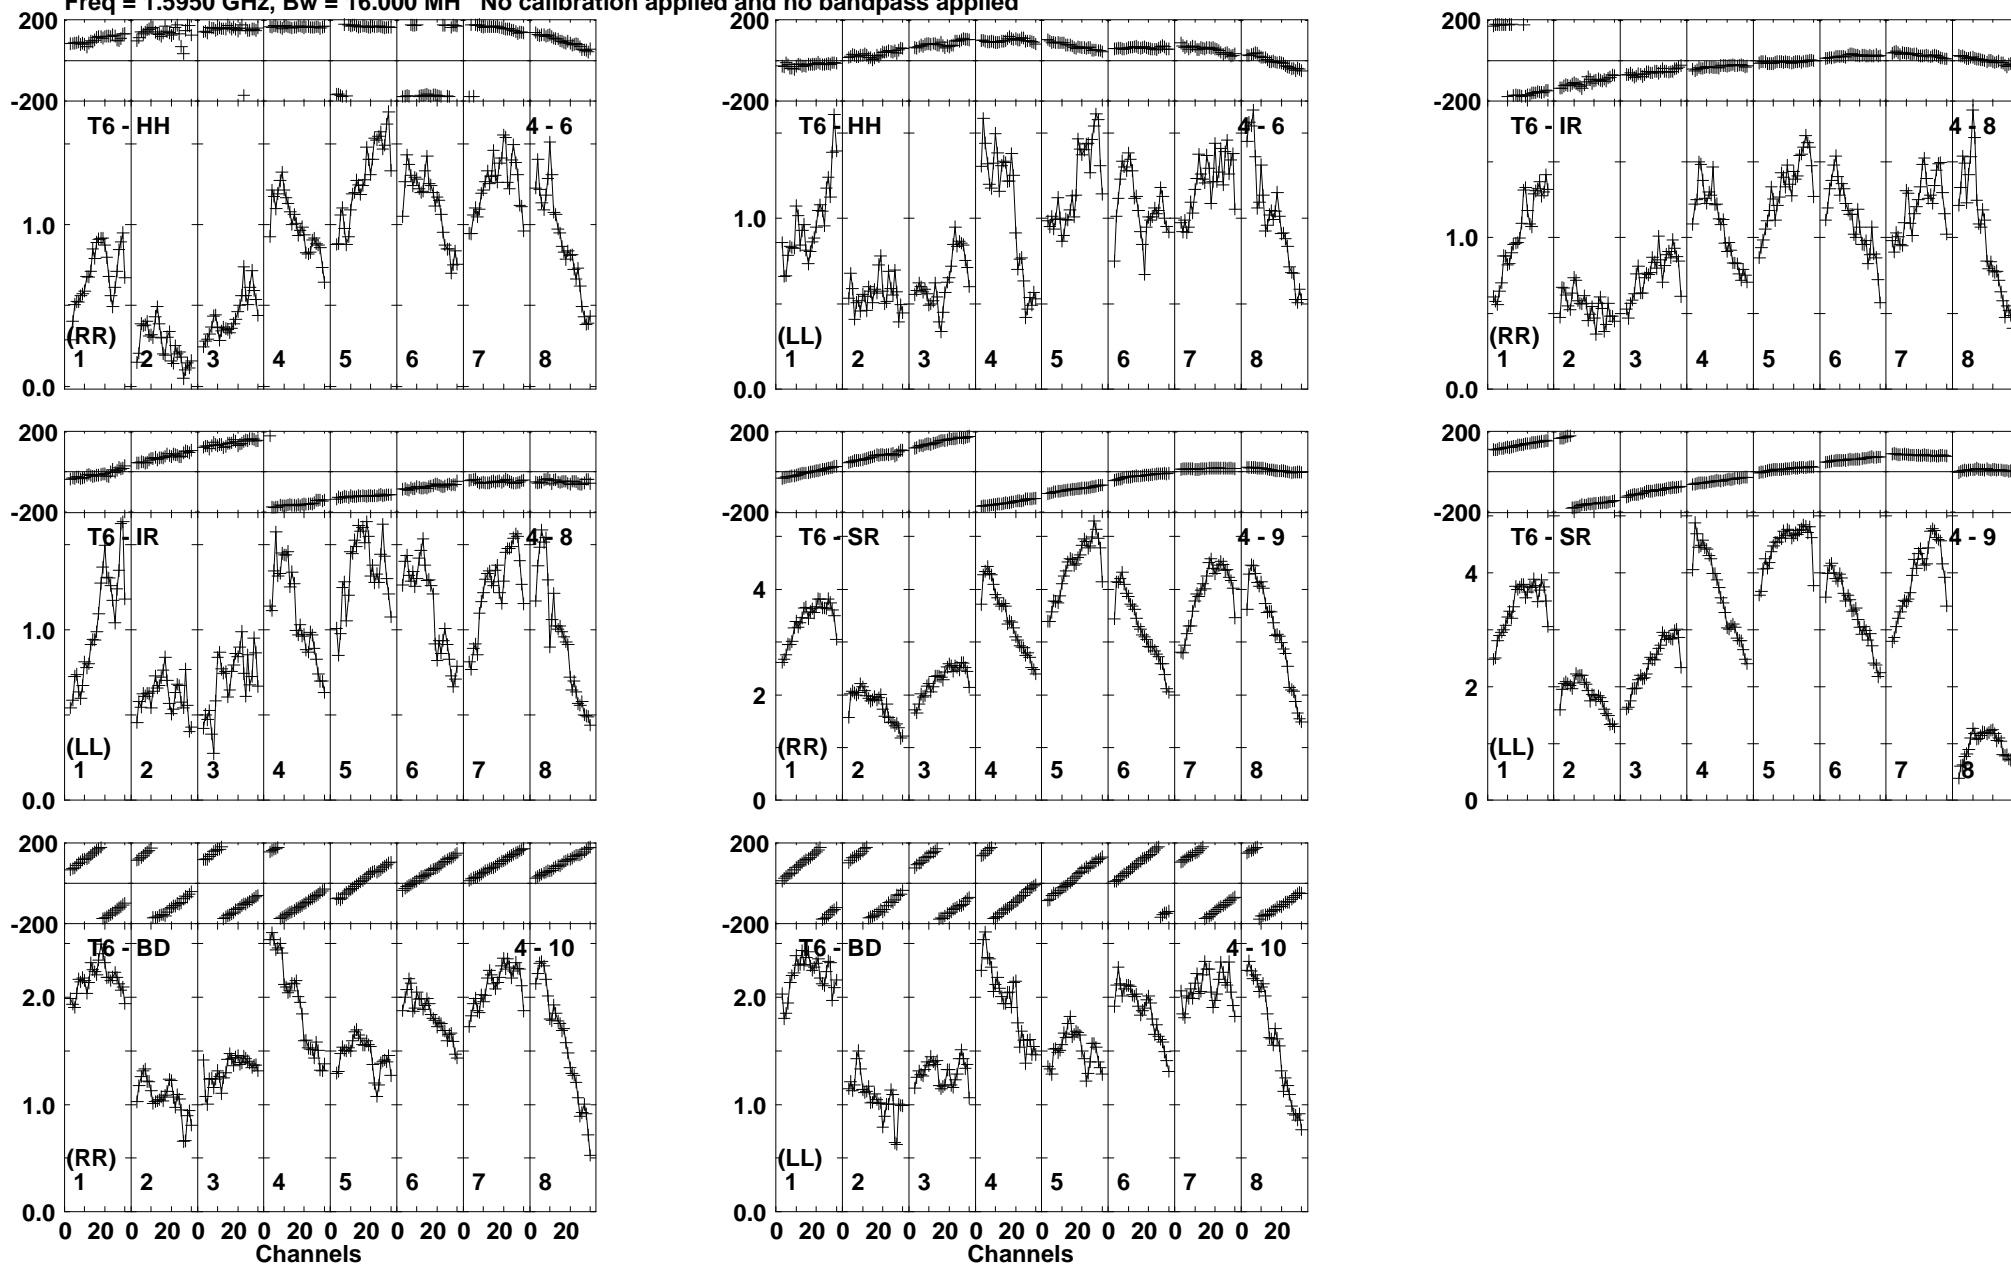 Freq = 1.5950 GHz, Bw = 16.000 MH No calibration applied and no bandpass applied
200 200 200
-200 -200 -200
T6 - HH 4 - 6 T6 - HH 4 - 6 T6 - IR 4 - 8
1.0 1.0 1.0
(RR) (LL) (RR)
1 2 3 4 5 6 7 8 1 2 3 4 5 6 7 8 1 2 3 4 5 6 7 8
0.0 0.0 0.0
200 200 200
-200 -200 -200
T6 - IR 4 - 8 T6 - SR 4 - 9 T6 - SR 4 - 9
4 4
1.0
2 2
(LL) (RR) (LL)
1 2 3 4 5 6 7 8 1 2 3 4 5 6 7 8 1 2 3 4 5 6 7 8
0.0 0 0
200 200
-200 -200
T6 - BD 4 - 10 T6 - BD 4 - 10
2.0 2.0
1.0 1.0
(RR) (LL)
1 2 3 4 5 6 7 8 1 2 3 4 5 6 7 8
0.0 0.0
0 20 0 20 0 20 0 20 0 20 0 20 0 20 0 20 0 20 0 20 0 20 0 20 0 20 0 20 0 20 0 20
Channels Channels